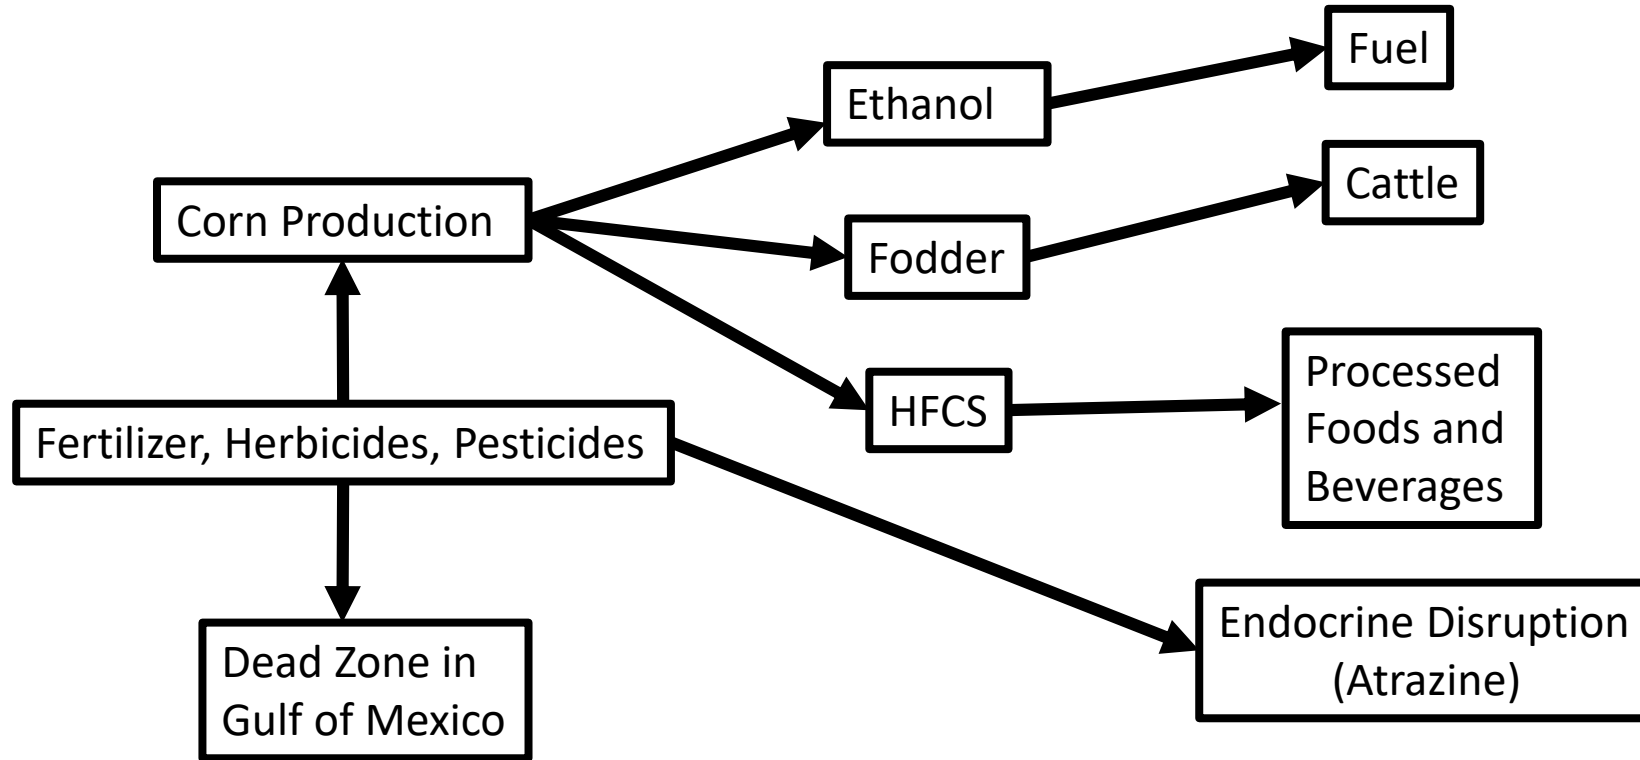 Fuel
Ethanol
Cattle
Corn Production
Fodder
Processed
Foods and
Beverages
HFCS
Fertilizer, Herbicides, Pesticides
Endocrine Disruption
(Atrazine)
Dead Zone in
Gulf of Mexico